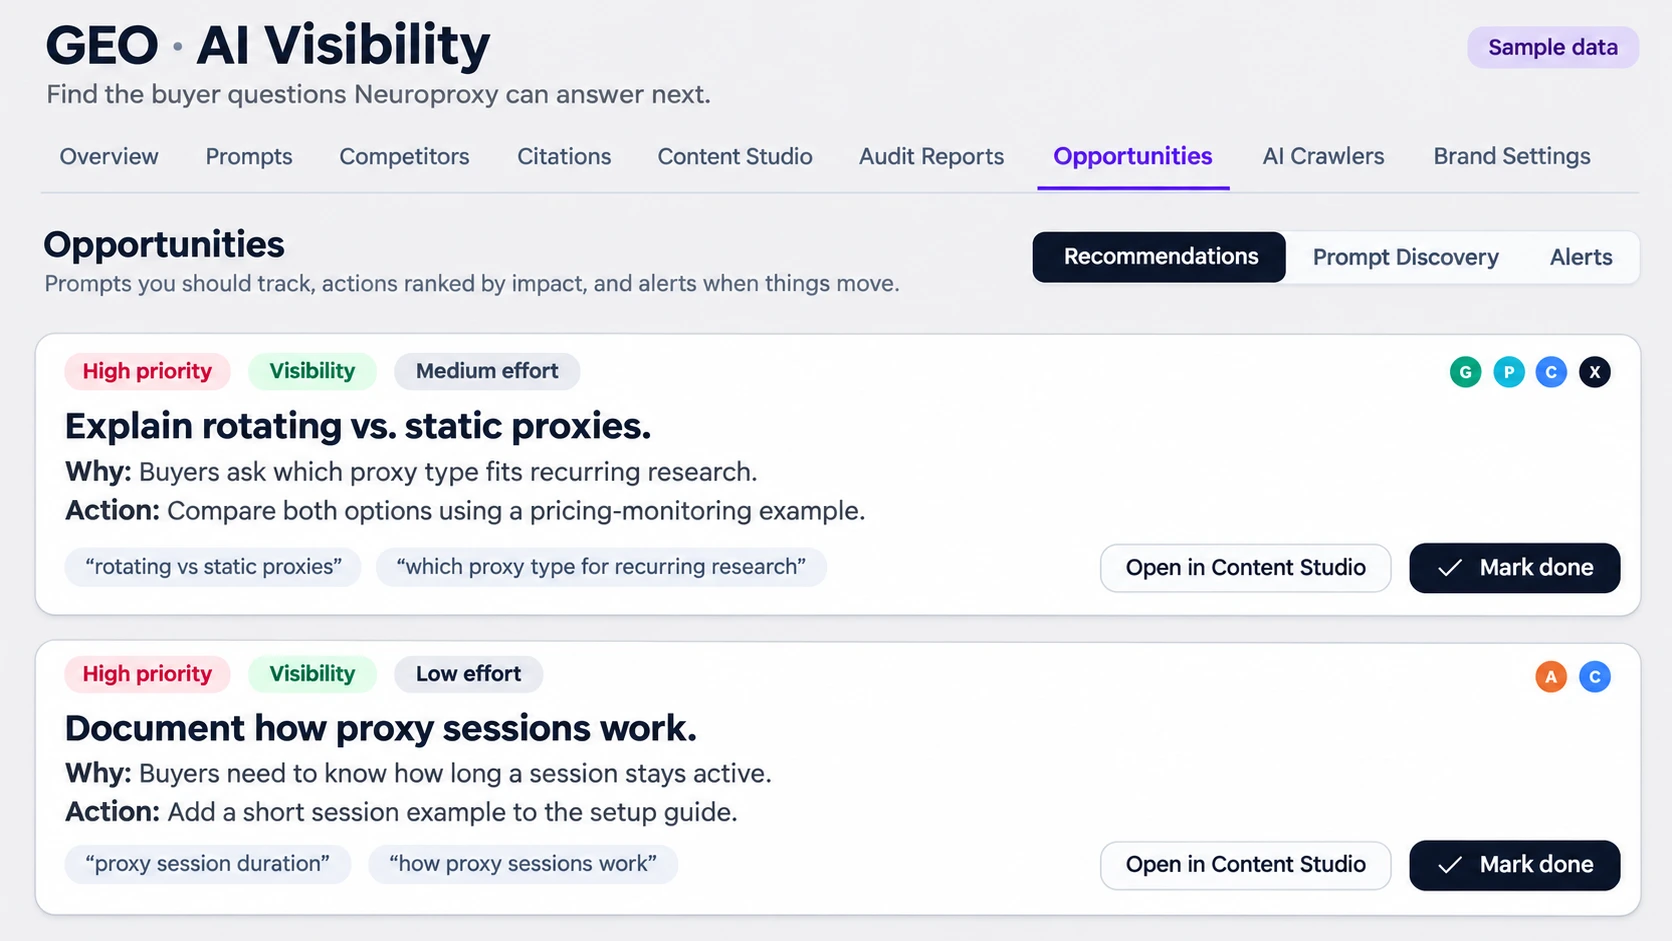 GEO · AI Visibility
Sample data
Find the buyer questions Neuroproxy can answer next.
Overview Prompts Competitors Citations Content Studio Audit Reports Opportunities AI Crawlers Brand Settings
Opportunities
Recommendations Prompt Discovery Alerts
Prompts you should track, actions ranked by impact, and alerts when things move.
High priority Visibility Medium effort
G P C X
Explain rotating vs. static proxies.
Why: Buyers ask which proxy type fits recurring research.
Action: Compare both options using a pricing-monitoring example.
“rotating vs static proxies” “which proxy type for recurring research”
Open in Content Studio ✓ Mark done
High priority Visibility Low effort
A C
Document how proxy sessions work.
Why: Buyers need to know how long a session stays active.
Action: Add a short session example to the setup guide.
“proxy session duration” “how proxy sessions work”
Open in Content Studio ✓ Mark done